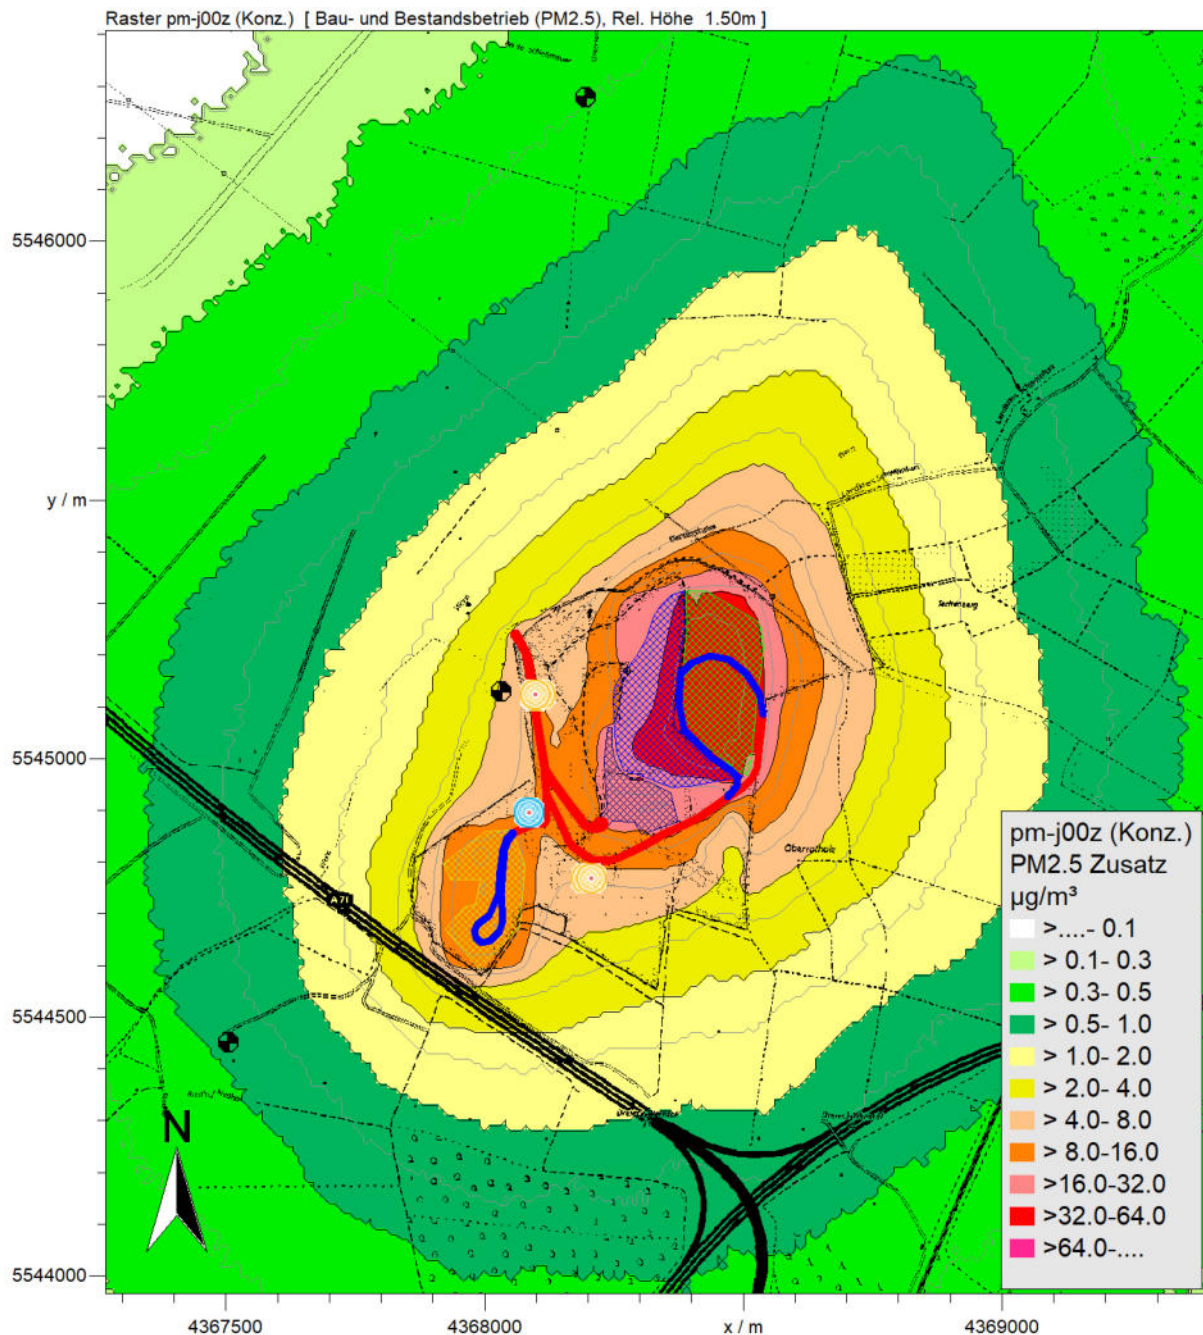 Raster pm-j00z (Konz.) [ Bau- und Bestandsbetrieb (PM2.5), Rel. Höhe 1.50m ]
5546000
y / m
5545000
Oberrotholz
5544500
N
5544000
4367500
4368000
x / m
4369000
pm-j00z (Konz.)
PM2.5 Zusatz
µg/m³
>....- 0.1
> 0.1- 0.3
> 0.3- 0.5
> 0.5- 1.0
> 1.0- 2.0
> 2.0- 4.0
> 4.0- 8.0
> 8.0-16.0
>16.0-32.0
>32.0-64.0
>64.0-....